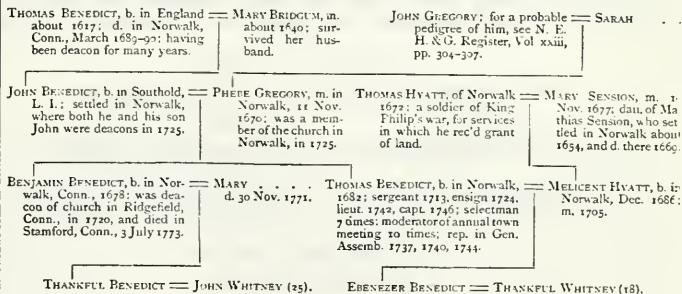 THOMAS BENEDICT, b. in England
about 1617; d. in Norwalk,
Conn., March 1689-90; having
been deacon for many years.
MARY BRIDGUM, m.
about 1640; sur-
vived her hus-
band.
JOHN GREGORY; for a probable
pedigree of him, see N. E.
H. & G. Register, Vol xxiii,
pp. 304-307.
SARAH . .
JOHN BENEDICT, b. in Southold,
L. I.; settled in Norwalk,
where both he and his son
John were deacons in 1725.
PHEBE GREGORY, m. in
Norwalk, 11 Nov.
1670; was a mem-
ber of the church in
Norwalk, in 1725.
THOMAS HYATT, of Norwalk
1672; a soldier of King
Philip's war, for services
in which he rec'd grant
of land.
MARY SENSION, m. 1
Nov. 1677; dau. of Ma
thias Sension, who set
tled in Norwalk about
1654, and d. there 1669.
BENJAMIN BENEDICT, b. in Nor-
walk, Conn., 1678; was dea-
con of church in Ridgefield,
Conn., in 1720, and died in
Stamford, Conn., 3 July 1773.
MARY . . . .
d. 30 Nov. 1771.
THOMAS BENEDICT, b. in Norwalk,
1682; sergeant 1713, ensign 1724,
lieut. 1742, capt. 1746; selectman
7 times; moderator of annual town
meeting 10 times; rep. in Gen.
Assemb. 1737, 1740, 1744.
MELICENT HYATT, b. in
Norwalk, Dec. 1686;
m. 1705.
THANKFUL BENEDICT = JOHN WHITNEY (25).
EBENEZER BENEDICT = THANKFUL WHITNEY (18).